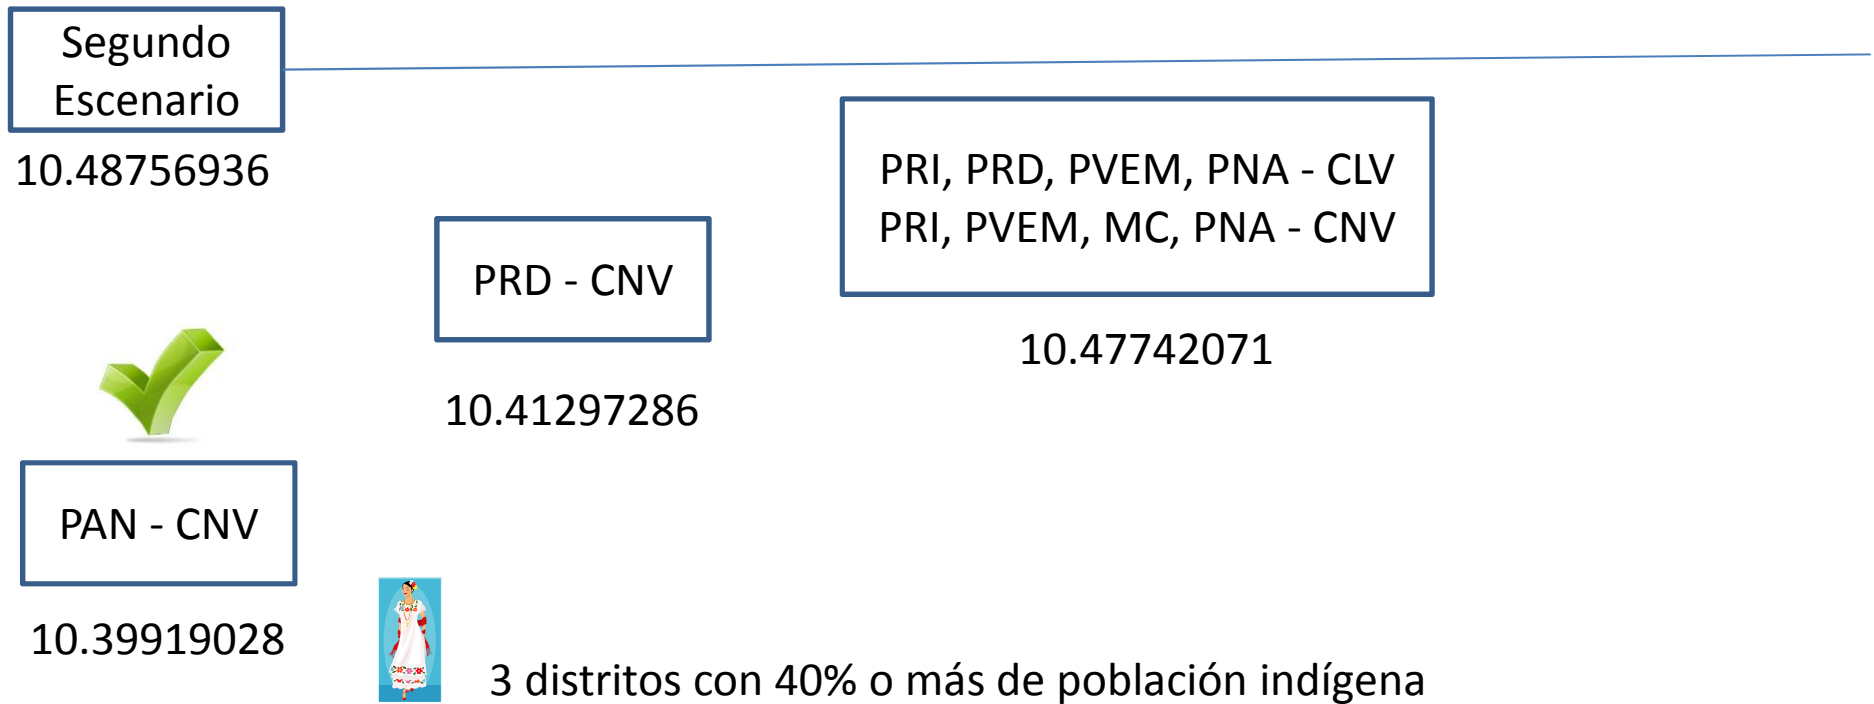 Segundo
Escenario
10.48756936
PRI, PRD, PVEM, PNA - CLV
PRI, PVEM, MC, PNA - CNV
10.47742071
PRD - CNV
10.41297286
PAN - CNV
10.39919028
3 distritos con 40% o más de población indígena